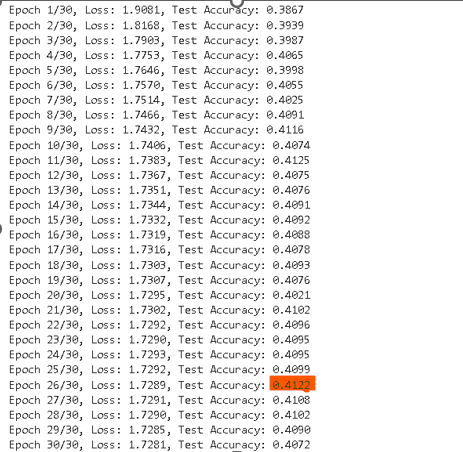 Epoch 1/30, Loss: 1.9081, Test Accuracy: 0.3867
Epoch 2/30, Loss: 1.8168, Test Accuracy: 0.3939
Epoch 3/30, Loss: 1.7903, Test Accuracy: 0.3987
Epoch 4/30, Loss: 1.7753, Test Accuracy: 0.4065
Epoch 5/30, Loss: 1.7646, Test Accuracy: 0.3998
Epoch 6/30, Loss: 1.7570, Test Accuracy: 0.4055
Epoch 7/30, Loss: 1.7514, Test Accuracy: 0.4025
Epoch 8/30, Loss: 1.7466, Test Accuracy: 0.4091
Epoch 9/30, Loss: 1.7432, Test Accuracy: 0.4116
Epoch 10/30, Loss: 1.7406, Test Accuracy: 0.4074
Epoch 11/30, Loss: 1.7383, Test Accuracy: 0.4125
Epoch 12/30, Loss: 1.7367, Test Accuracy: 0.4075
Epoch 13/30, Loss: 1.7351, Test Accuracy: 0.4076
Epoch 14/30, Loss: 1.7344, Test Accuracy: 0.4091
Epoch 15/30, Loss: 1.7332, Test Accuracy: 0.4092
Epoch 16/30, Loss: 1.7319, Test Accuracy: 0.4088
Epoch 17/30, Loss: 1.7316, Test Accuracy: 0.4078
Epoch 18/30, Loss: 1.7303, Test Accuracy: 0.4093
Epoch 19/30, Loss: 1.7307, Test Accuracy: 0.4076
Epoch 20/30, Loss: 1.7295, Test Accuracy: 0.4021
Epoch 21/30, Loss: 1.7302, Test Accuracy: 0.4102
Epoch 22/30, Loss: 1.7292, Test Accuracy: 0.4096
Epoch 23/30, Loss: 1.7290, Test Accuracy: 0.4095
Epoch 24/30, Loss: 1.7293, Test Accuracy: 0.4095
Epoch 25/30, Loss: 1.7292, Test Accuracy: 0.4099
Epoch 26/30, Loss: 1.7289, Test Accuracy: 0.4122
Epoch 27/30, Loss: 1.7291, Test Accuracy: 0.4108
Epoch 28/30, Loss: 1.7290, Test Accuracy: 0.4102
Epoch 29/30, Loss: 1.7285, Test Accuracy: 0.4090
Epoch 30/30, Loss: 1.7281, Test Accuracy: 0.4072